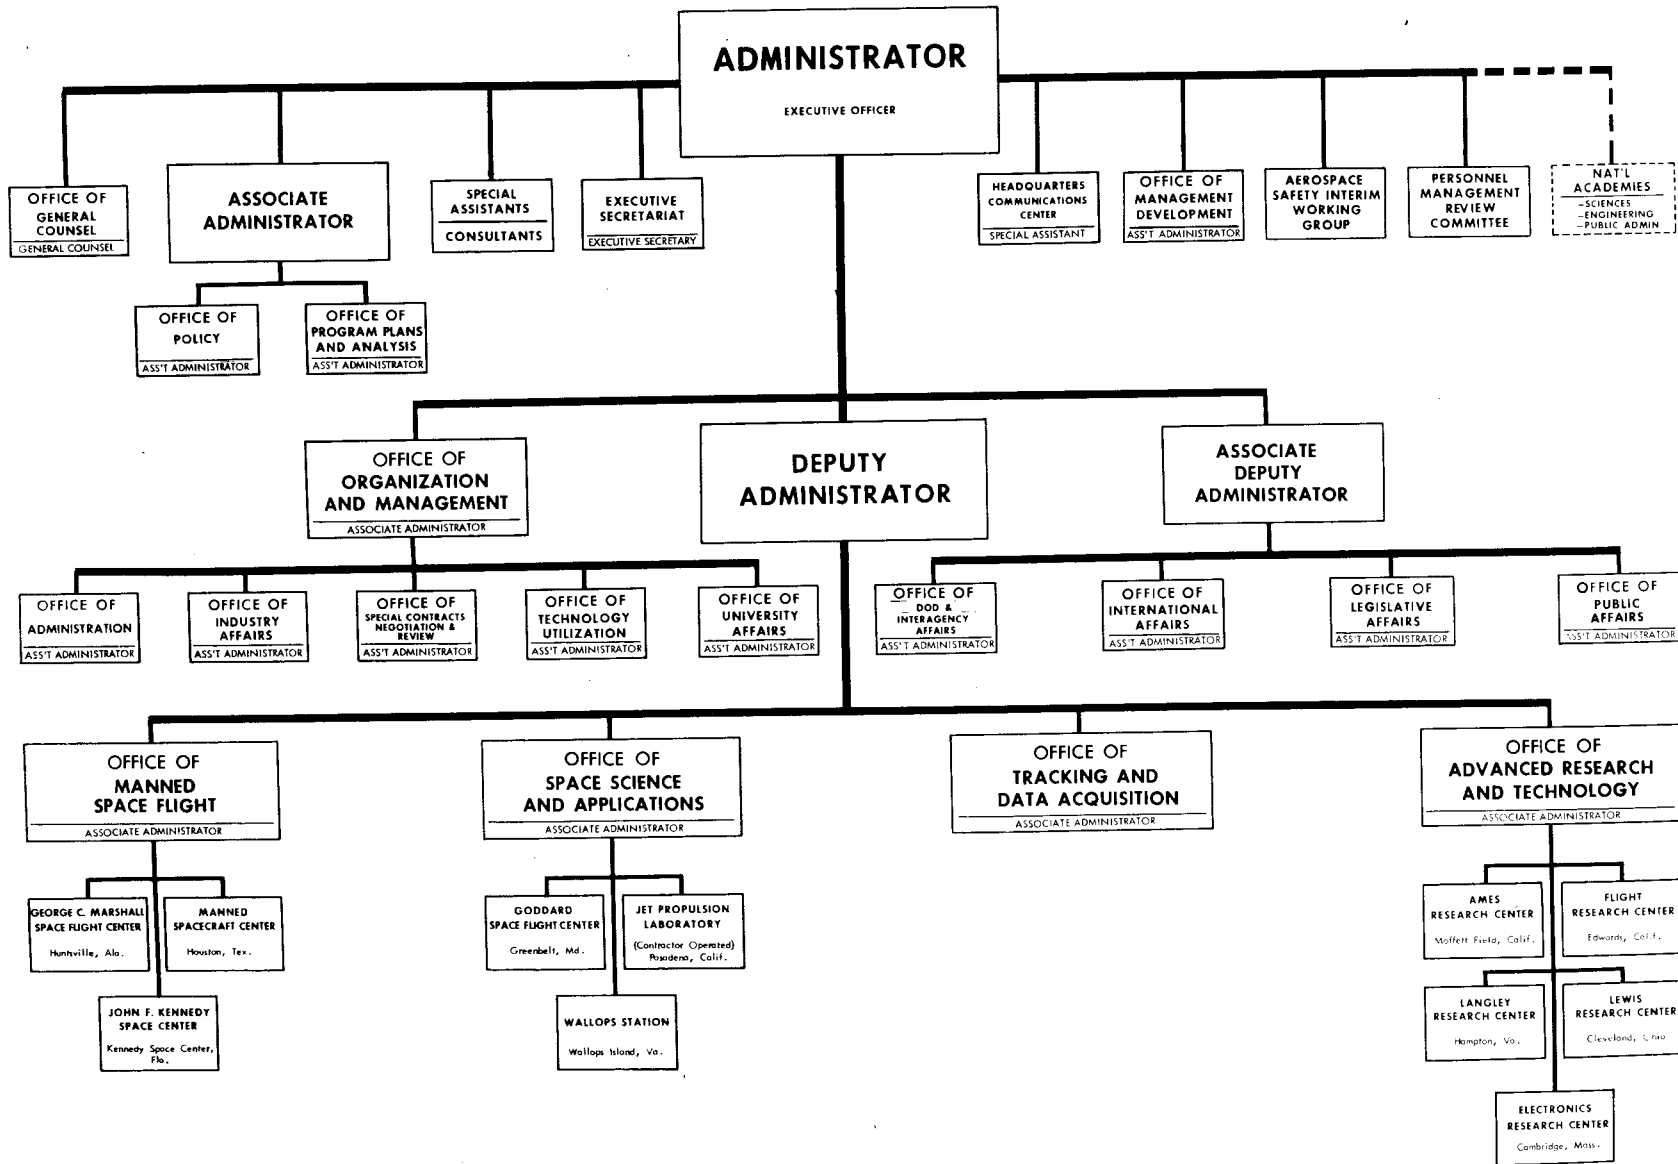 ADMINISTRATOR
EXECUTIVE OFFICER
OFFICE OF
GENERAL
COUNSEL
GENERAL COUNSEL
ASSOCIATE
ADMINISTRATOR
SPECIAL
ASSISTANTS
CONSULTANTS
EXECUTIVE
SECRETARIAT
EXECUTIVE SECRETARY
HEADQUARTERS
COMMUNICATIONS
CENTER
SPECIAL ASSISTANT
OFFICE OF
MANAGEMENT
DEVELOPMENT
ASS'T ADMINISTRATOR
AEROSPACE
SAFETY INTERIM
WORKING
GROUP
PERSONNEL
MANAGEMENT
REVIEW
COMMITTEE
NAT'L
ACADEMIES
-SCIENCES
-ENGINEERING
-PUBLIC ADMIN
OFFICE OF
POLICY
ASS'T ADMINISTRATOR
OFFICE OF
PROGRAM PLANS
AND ANALYSIS
ASS'T ADMINISTRATOR
OFFICE OF
ORGANIZATION
AND MANAGEMENT
ASSOCIATE ADMINISTRATOR
DEPUTY
ADMINISTRATOR
ASSOCIATE
DEPUTY
ADMINISTRATOR
OFFICE OF
ADMINISTRATION
ASS'T ADMINISTRATOR
OFFICE OF
INDUSTRY
AFFAIRS
ASS'T ADMINISTRATOR
OFFICE OF
SPECIAL CONTRACTS
NEGOTIATION &
REVIEW
ASS'T ADMINISTRATOR
OFFICE OF
TECHNOLOGY
UTILIZATION
ASS'T ADMINISTRATOR
OFFICE OF
UNIVERSITY
AFFAIRS
ASS'T ADMINISTRATOR
OFFICE OF
DOD &
INTERAGENCY
AFFAIRS
ASS'T ADMINISTRATOR
OFFICE OF
INTERNATIONAL
AFFAIRS
ASS'T ADMINISTRATOR
OFFICE OF
LEGISLATIVE
AFFAIRS
ASS'T ADMINISTRATOR
OFFICE OF
PUBLIC
AFFAIRS
ASS'T ADMINISTRATOR
OFFICE OF
MANNED
SPACE FLIGHT
ASSOCIATE ADMINISTRATOR
OFFICE OF
SPACE SCIENCE
AND APPLICATIONS
ASSOCIATE ADMINISTRATOR
OFFICE OF
TRACKING AND
DATA ACQUISITION
ASSOCIATE ADMINISTRATOR
OFFICE OF
ADVANCED RESEARCH
AND TECHNOLOGY
ASSOCIATE ADMINISTRATOR
GEORGE C. MARSHALL
SPACE FLIGHT CENTER
Huntsville, Ala.
MANNED
SPACECRAFT CENTER
Houston, Tex.
JOHN F. KENNEDY
SPACE CENTER
Kennedy Space Center,
Fla.
GODDARD
SPACE FLIGHT CENTER
Greenbelt, Md.
JET PROPULSION
LABORATORY
(Contractor Operated)
Pasadena, Calif.
WALLOPS STATION
Wallops Island, Va.
AMES
RESEARCH CENTER
Moffett Field, Calif.
FLIGHT
RESEARCH CENTER
Edwards, Calif.
LANGLEY
RESEARCH CENTER
Hampton, Va.
LEWIS
RESEARCH CENTER
Cleveland, Ohio
ELECTRONICS
RESEARCH CENTER
Cambridge, Mass.